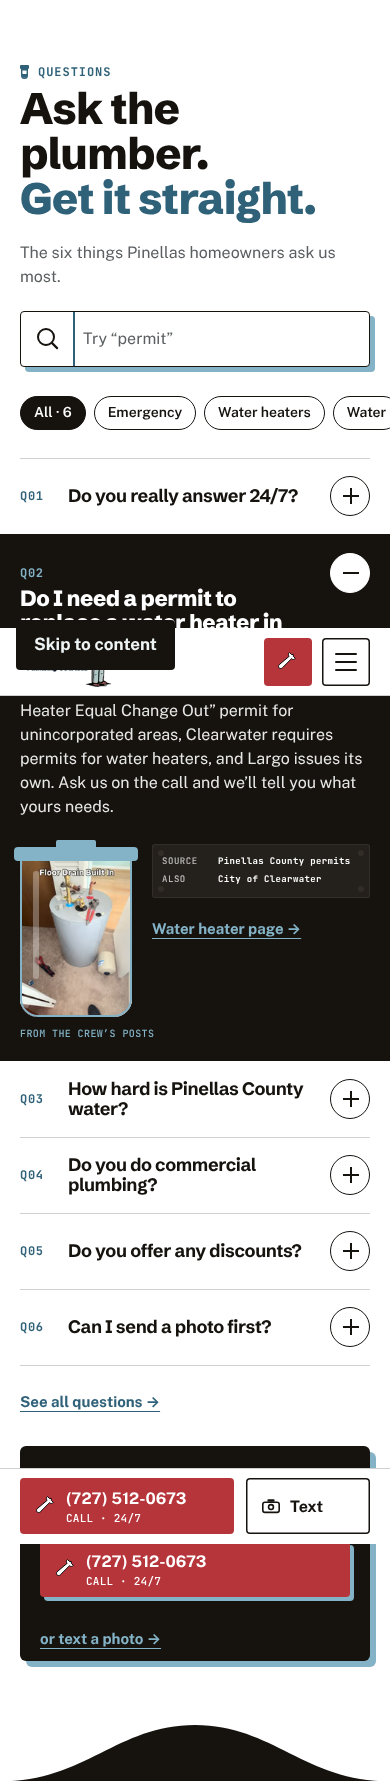 QUESTIONS
Ask the
plumber.
Get it straight.
The six things Pinellas homeowners ask us
most.
Try “permit”
All · 6
Emergency
Water heaters
Water
Q01
Do you really answer 24/7?
Q02
Do I need a permit to
replace a water heater in
Skip to content
Heater Equal Change Out” permit for
unincorporated areas, Clearwater requires
permits for water heaters, and Largo issues its
own. Ask us on the call and we’ll tell you what
yours needs.
Floor Drain Built In
SOURCE Pinellas County permits
ALSO City of Clearwater
Water heater page →
FROM THE CREW’S POSTS
Q03
How hard is Pinellas County
water?
Q04
Do you do commercial
plumbing?
Q05
Do you offer any discounts?
Q06
Can I send a photo first?
See all questions →
(727) 512-0673
CALL · 24/7
Text
(727) 512-0673
CALL · 24/7
or text a photo →